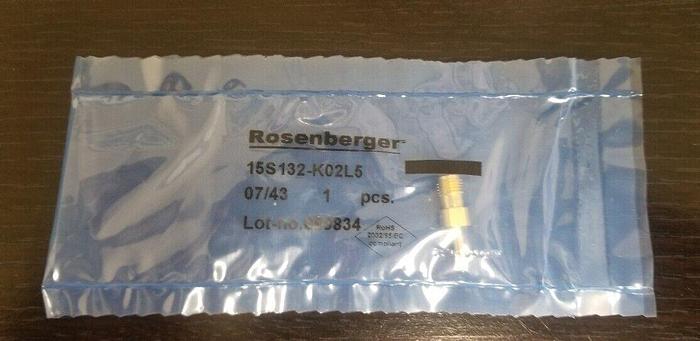 Rosenberger
15S132-K02L5
07/43 1 pcs.
Lot-no.
RoHS
2002/95/EC
compliant